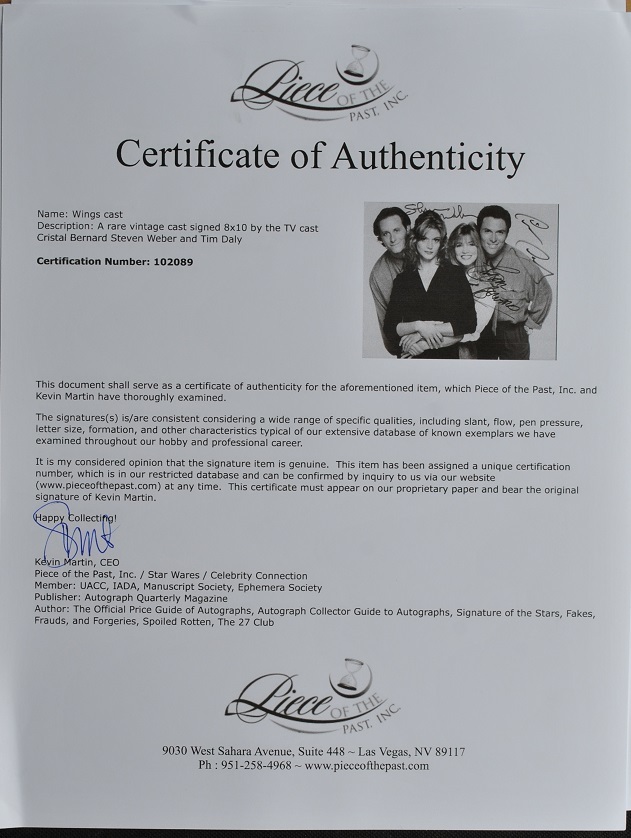 Piece
OF THE
PAST, INC.
Certificate of Authenticity
Name: Wings cast
Description: A rare vintage cast signed 8x10 by the TV cast
Cristal Bernard Steven Weber and Tim Daly
Certification Number: 102089
This document shall serve as a certificate of authenticity for the aforementioned item, which Piece of the Past, Inc. and
Kevin Martin have thoroughly examined.
The signatures(s) is/are consistent considering a wide range of specific qualities, including slant, flow, pen pressure,
letter size, formation, and other characteristics typical of our extensive database of known exemplars we have
examined throughout our hobby and professional career.
It is my considered opinion that the signature item is genuine. This item has been assigned a unique certification
number, which is in our restricted database and can be confirmed by inquiry to us via our website
(www.pieceofthepast.com) at any time. This certificate must appear on our proprietary paper and bear the original
signature of Kevin Martin.
Happy Collecting!
Kevin Martin, CEO
Piece of the Past, Inc. / Star Wares / Celebrity Connection
Member: UACC, IADA, Manuscript Society, Ephemera Society
Publisher: Autograph Quarterly Magazine
Author: The Official Price Guide of Autographs, Autograph Collector Guide to Autographs, Signature of the Stars, Fakes,
Frauds, and Forgeries, Spoiled Rotten, The 27 Club
Piece
OF THE
PAST, INC.
9030 West Sahara Avenue, Suite 448 ~ Las Vegas, NV 89117
Ph : 951-258-4968 ~ www.pieceofthepast.com